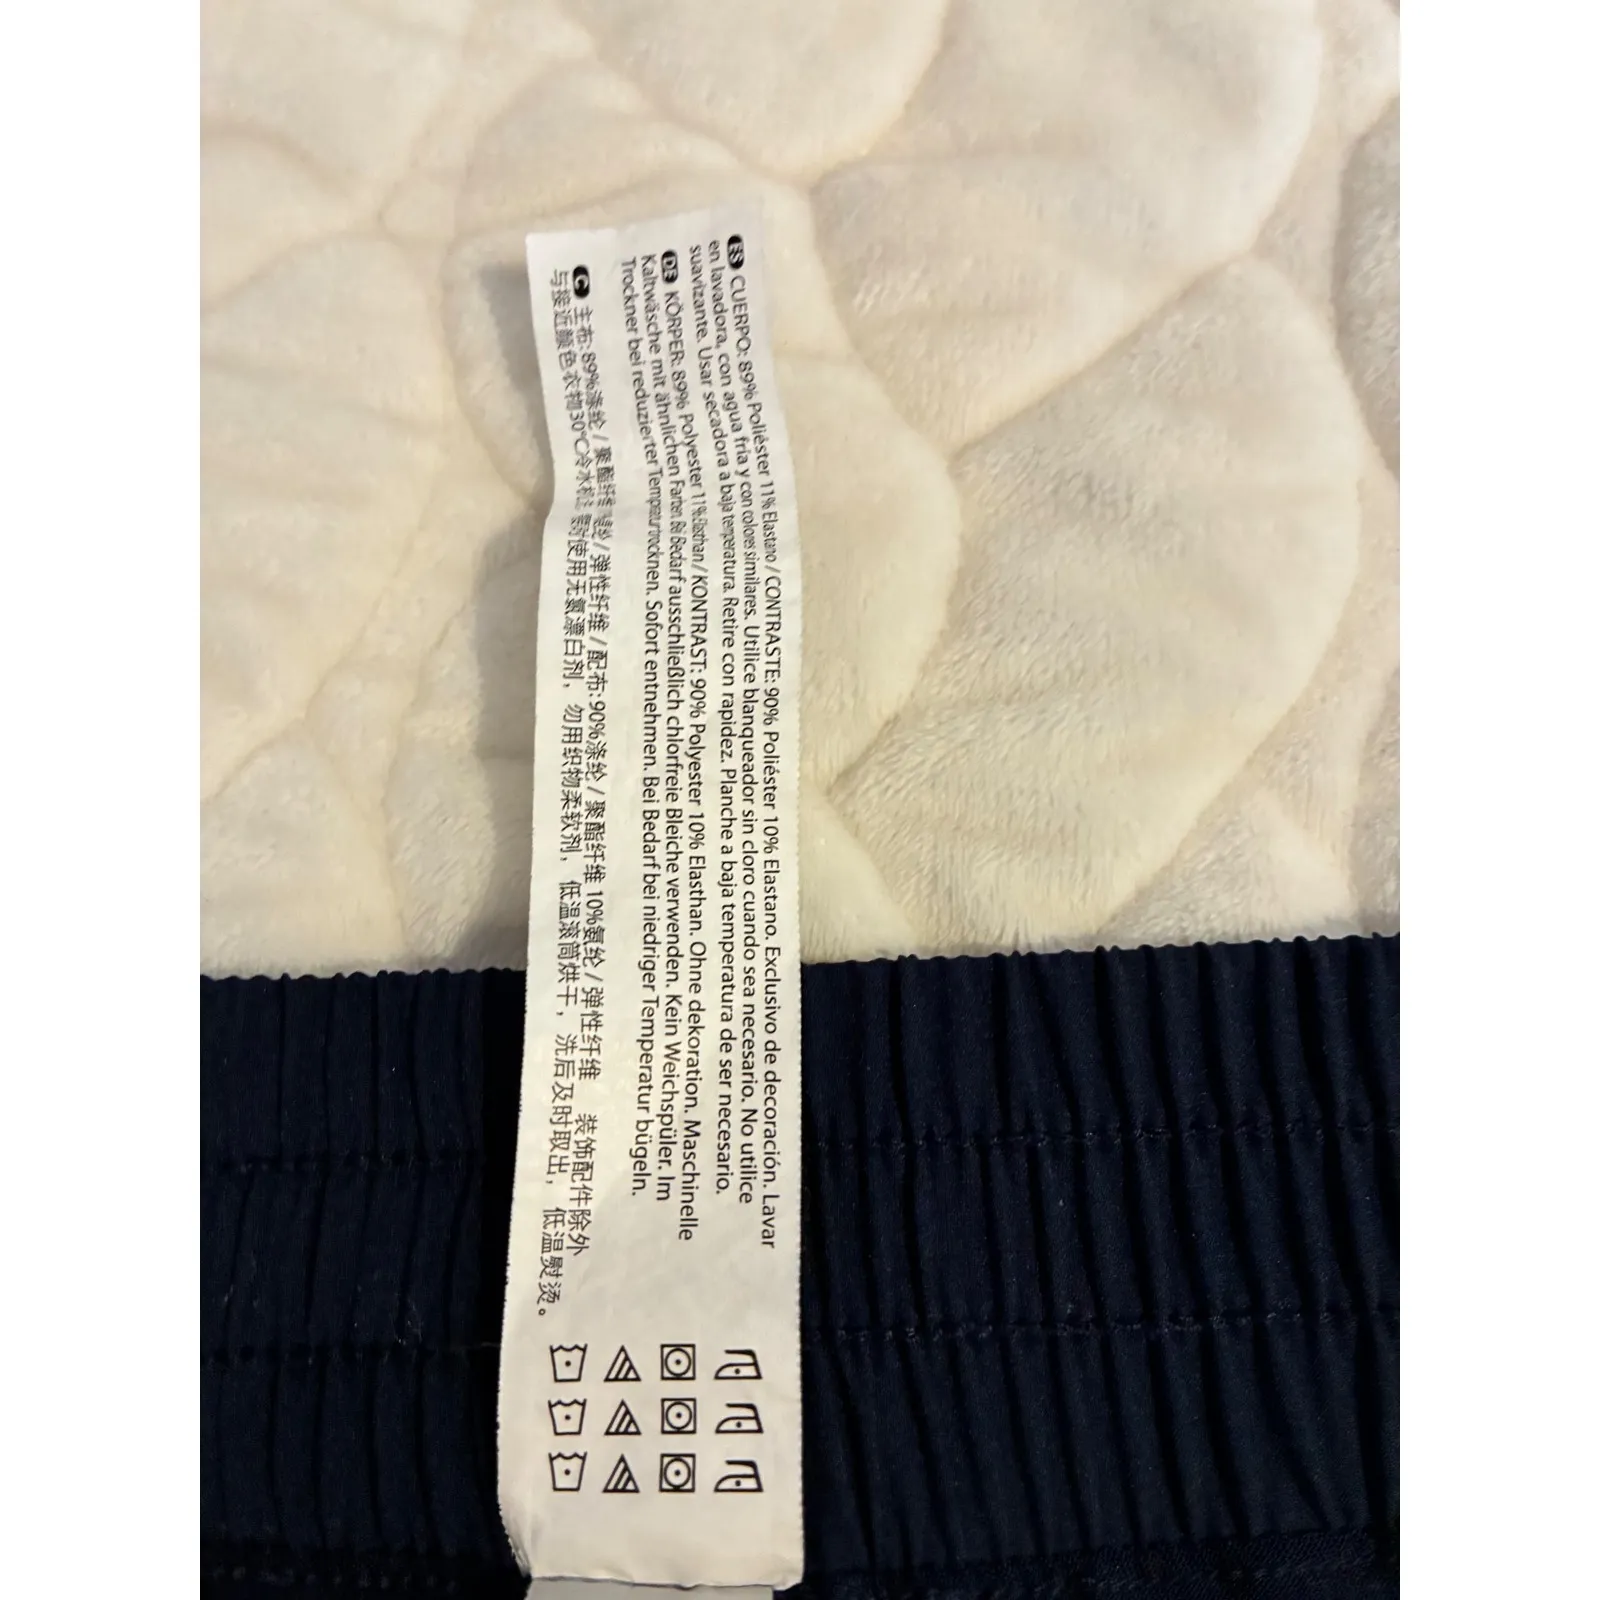 ES CUERPO: 89% Poliéster 11% Elastano / CONTRASTE: 90% Poliéster 10% Elastano. Exclusivo de decoración. Lavar
en lavadora, con agua fría y con colores similares. Utilice blanqueador sin cloro cuando sea necesario. No utilice
suavizante. Usar secadora a baja temperatura. Retire con rapidez. Planche a baja temperatura de ser necesario.
DE KÖRPER: 89% Polyester 11% Elasthan / KONTRAST: 90% Polyester 10% Elasthan. Ohne dekoration. Maschinelle
Kaltwäsche mit ähnlichen Farben. Bei Bedarf ausschließlich chlorfreie Bleiche verwenden. Kein Weichspüler. Im
Trockner bei reduzierter Temperatur trocknen. Sofort entnehmen. Bei Bedarf bei niedriger Temperatur bügeln.
C 主布: 89%涤纶 / 聚酯纤维 / 弹性纤维 / 配布: 90%涤纶 / 聚酯纤维 10%氨纶 / 弹性纤维 装饰配件除外
与接近颜色衣物30℃冷水机 使用无氯漂白剂, 勿用织物柔软剂, 低温滚筒烘干, 洗后及时取出, 低温熨烫。